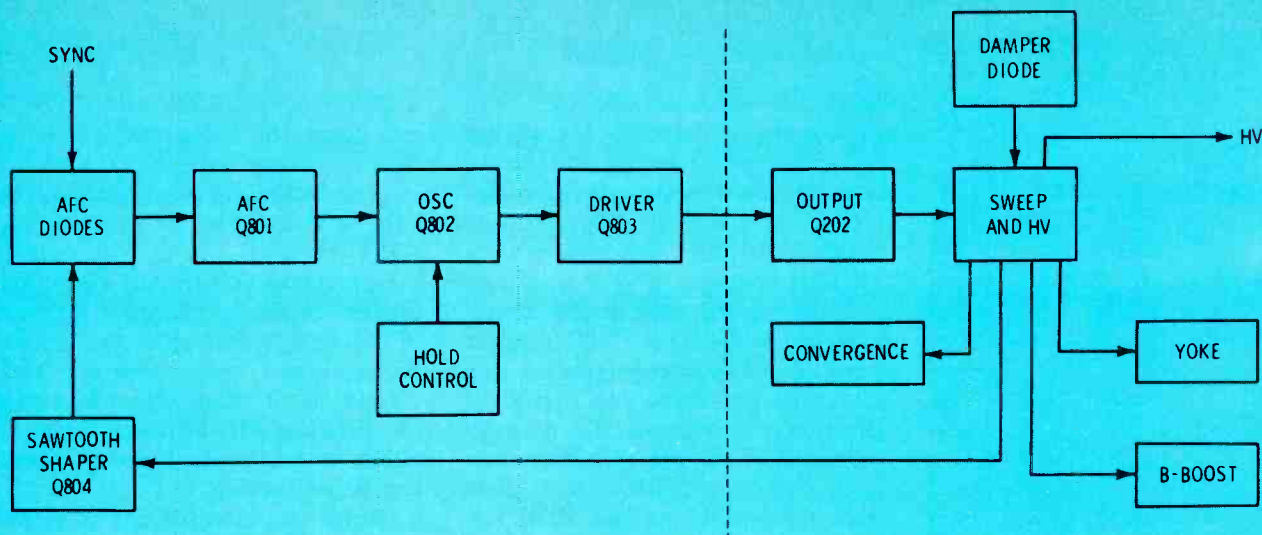 SYNC
DAMPER
DIODE
HV
AFC
DIODES
AFC
Q801
OSC
Q802
DRIVER
Q803
OUTPUT
Q202
SWEEP
AND HV
HOLD
CONTROL
CONVERGENCE
YOKE
SAWTOOTH
SHAPER
Q804
B-BOOST